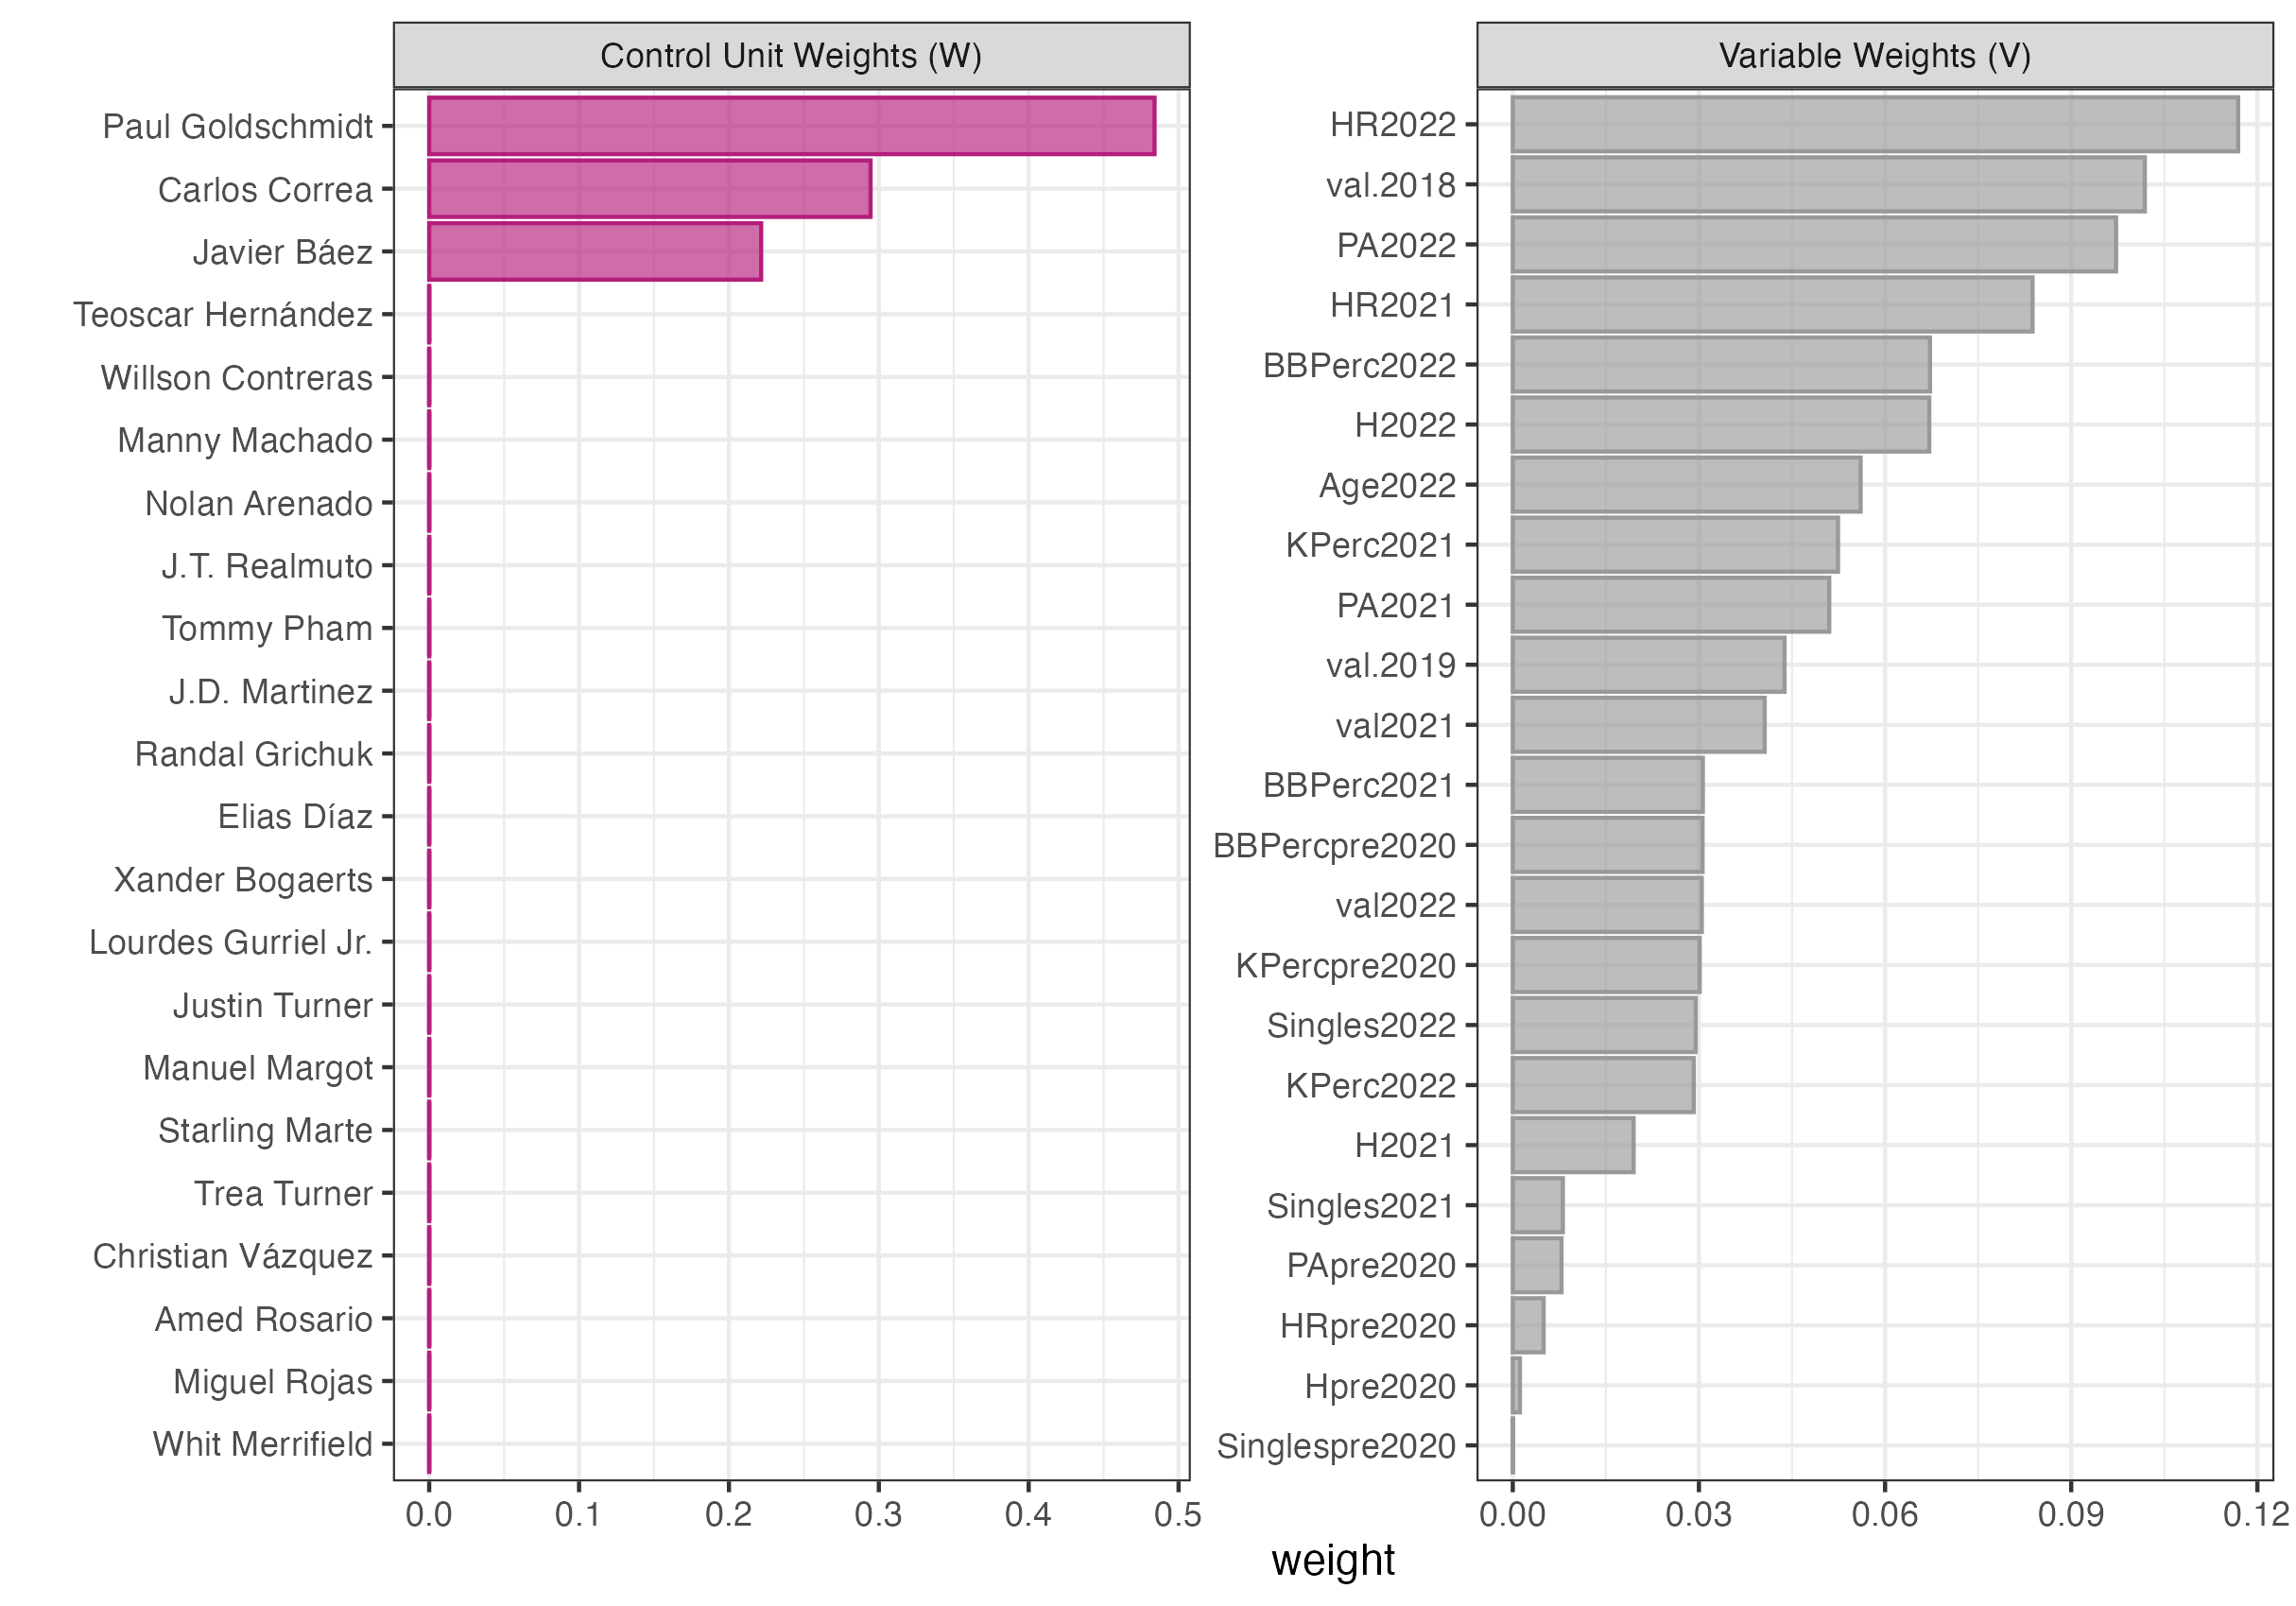 Control Unit Weights (W)
Paul Goldschmidt
Carlos Correa
Javier Báez
Teoscar Hernández
Willson Contreras
Manny Machado
Nolan Arenado
J.T. Realmuto
Tommy Pham
J.D. Martinez
Randal Grichuk
Elias Díaz
Xander Bogaerts
Lourdes Gurriel Jr.
Justin Turner
Manuel Margot
Starling Marte
Trea Turner
Christian Vázquez
Amed Rosario
Miguel Rojas
Whit Merrifield
0.0 0.1 0.2 0.3 0.4 0.5
Variable Weights (V)
HR2022
val.2018
PA2022
HR2021
BBPerc2022
H2022
Age2022
KPerc2021
PA2021
val.2019
val2021
BBPerc2021
BBPercpre2020
val2022
KPercpre2020
Singles2022
KPerc2022
H2021
Singles2021
PApre2020
HRpre2020
Hpre2020
Singlespre2020
0.00 0.03 0.06 0.09 0.12
weight